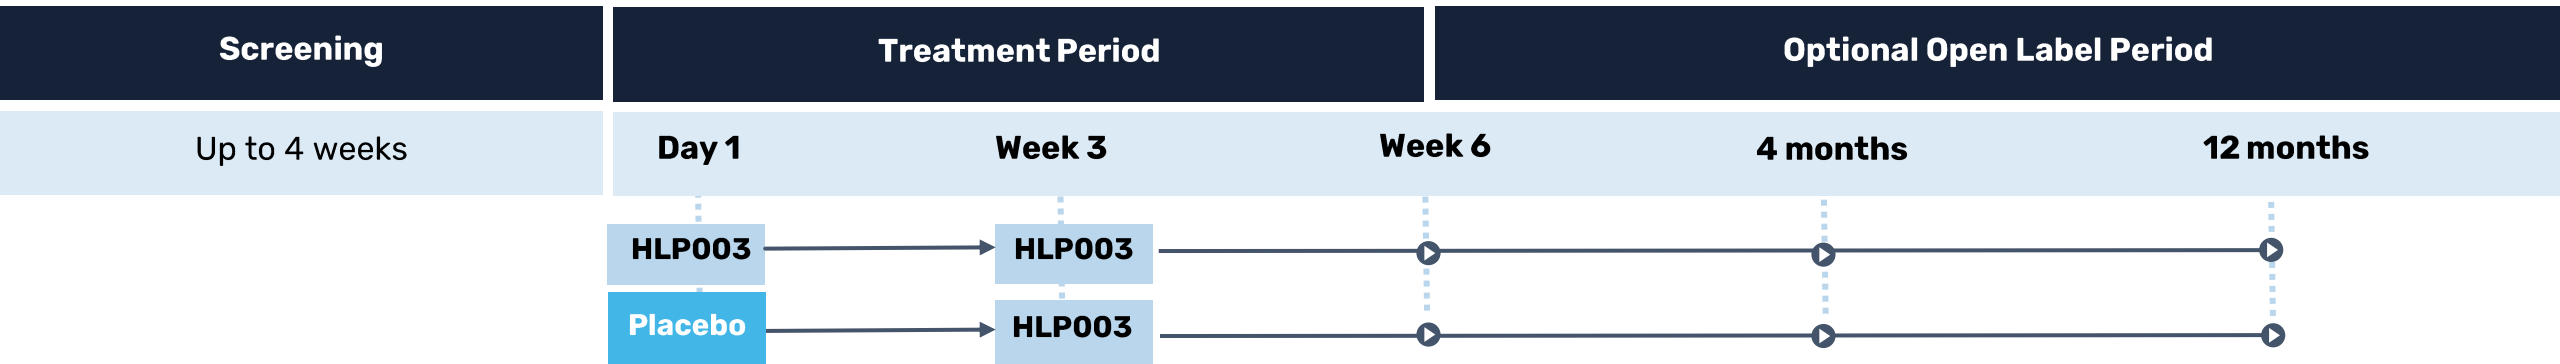 Screening
Treatment Period
Optional Open Label Period
Up to 4 weeks
Day 1
Week 3
Week 6
4 months
12 months
HLP003
HLP003
Placebo
HLP003